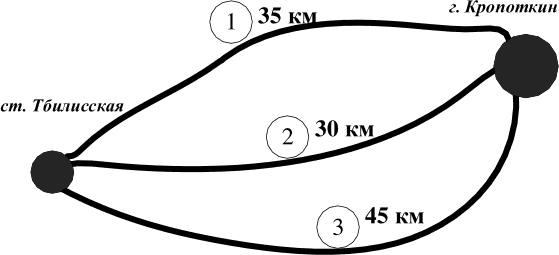 г. Кропоткин
1 35 км
ст. Тбилисская
2 30 км
3 45 км